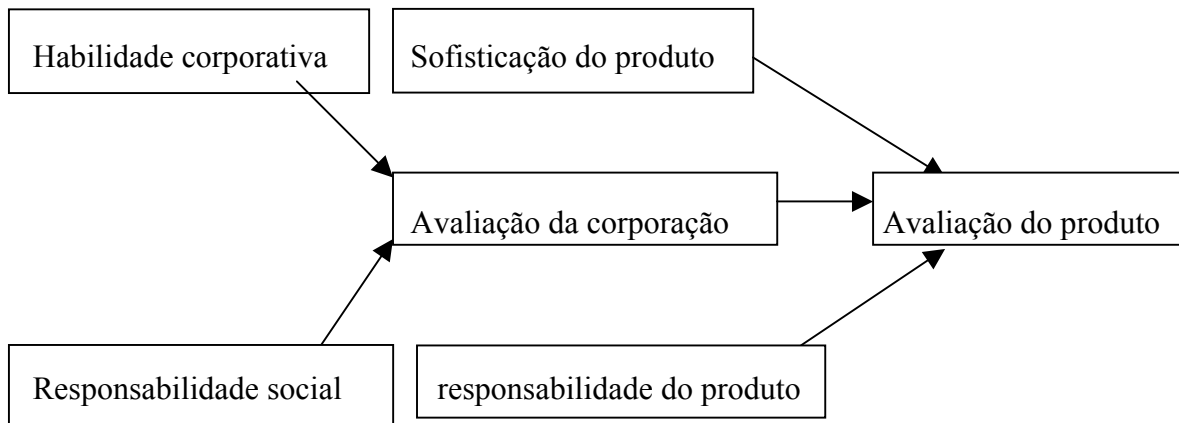 Habilidade corporativa
Sofisticação do produto
Avaliação da corporação
Avaliação do produto
Responsabilidade social
responsabilidade do produto